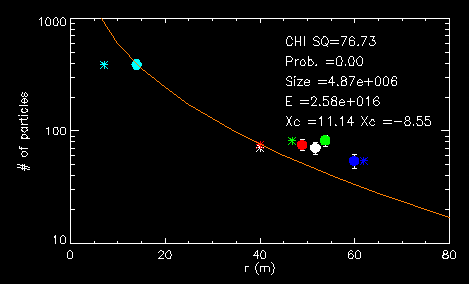 1000
CHI SQ=76.73
Prob. =0.00
Size =4.87e+006
E =2.58e+016
Xc =11.14 Xc =-8.55
# of particles
100
10
0 20 40 60 80
r (m)